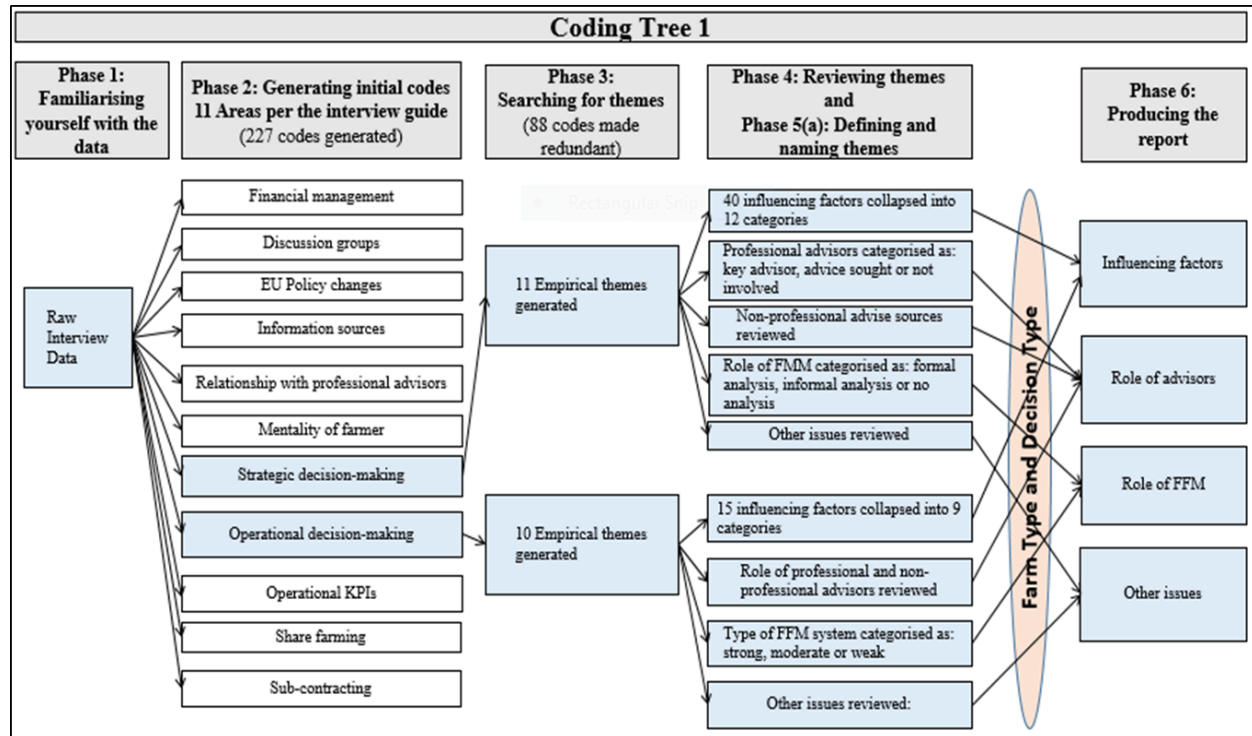 Coding Tree 1
Phase 1:
Familiarising
yourself with the
data
Phase 2: Generating initial codes
11 Areas per the interview guide
(227 codes generated)
Phase 3:
Searching for themes
(88 codes made
redundant)
Phase 4: Reviewing themes
and
Phase 5(a): Defining and
naming themes
Phase 6:
Producing the
report
Raw
Interview
Data
Financial management
Discussion groups
EU Policy changes
Information sources
Relationship with professional advisors
Mentality of farmer
Strategic decision-making
Operational decision-making
Operational KPIs
Share farming
Sub-contracting
Rectangular Snip
11 Empirical themes
generated
10 Empirical themes
generated
40 influencing factors collapsed into
12 categories
Professional advisors categorised as:
key advisor, advice sought or not
involved
Non-professional advise sources
reviewed
Role of FMM categorised as: formal
analysis, informal analysis or no
analysis
Other issues reviewed
15 influencing factors collapsed into 9
categories
Role of professional and non-
professional advisors reviewed
Type of FFM system categorised as:
strong, moderate or weak
Other issues reviewed:
Farm Type and Decision Type
Influencing factors
Role of advisors
Role of FFM
Other issues